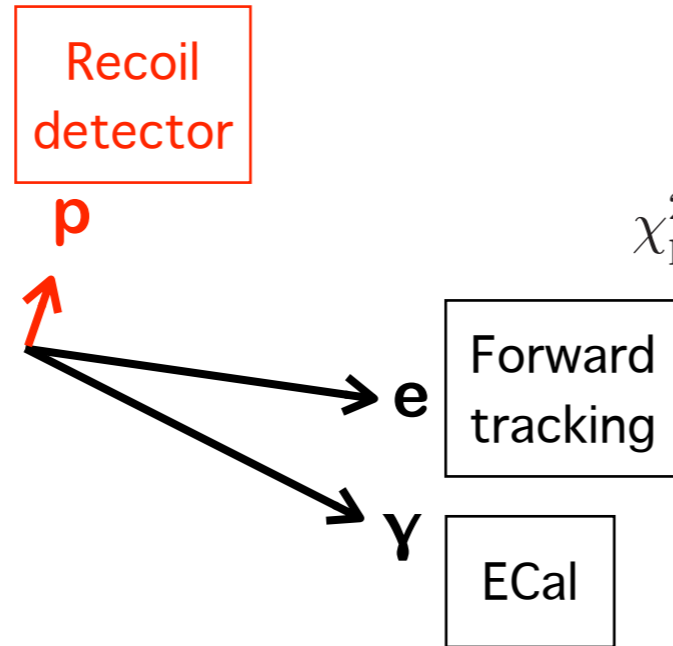 Recoil
detector
p
Forward
e
tracking
γ
ECal